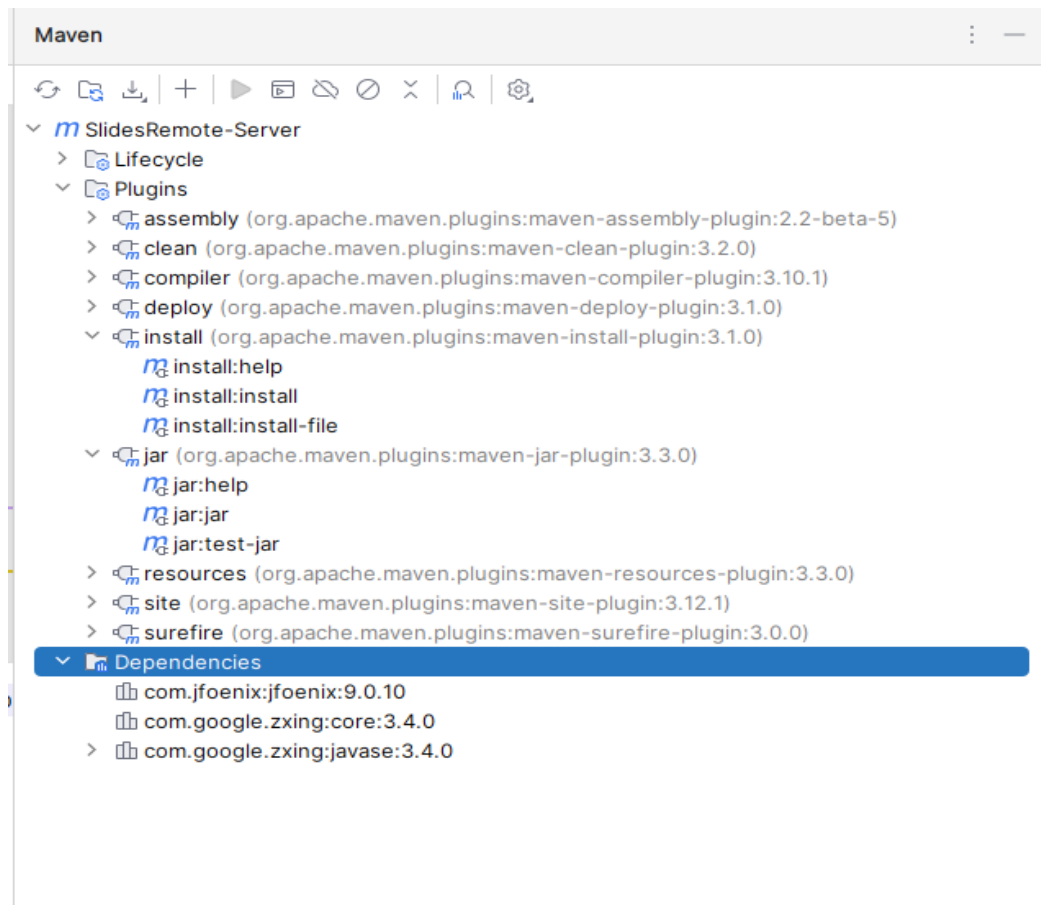 Maven
SlidesRemote-Server
Lifecycle
Plugins
assembly (org.apache.maven.plugins:maven-assembly-plugin:2.2-beta-5)
clean (org.apache.maven.plugins:maven-clean-plugin:3.2.0)
compiler (org.apache.maven.plugins:maven-compiler-plugin:3.10.1)
deploy (org.apache.maven.plugins:maven-deploy-plugin:3.1.0)
install (org.apache.maven.plugins:maven-install-plugin:3.1.0)
install:help
install:install
install:install-file
jar (org.apache.maven.plugins:maven-jar-plugin:3.3.0)
jar:help
jar:jar
jar:test-jar
resources (org.apache.maven.plugins:maven-resources-plugin:3.3.0)
site (org.apache.maven.plugins:maven-site-plugin:3.12.1)
surefire (org.apache.maven.plugins:maven-surefire-plugin:3.0.0)
Dependencies
com.jfoenix:jfoenix:9.0.10
com.google.zxing:core:3.4.0
com.google.zxing:javase:3.4.0